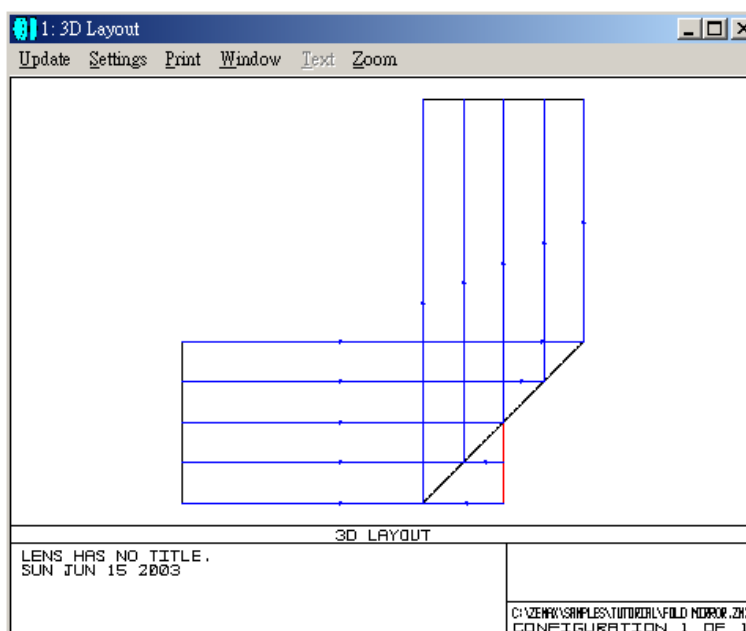 1: 3D Layout
Update Settings Print Window Text Zoom
3D LAYOUT
LENS HAS NO TITLE.
SUN JUN 15 2003
C:\ZEMAX\SAMPLES\TUTORIAL\FOLD MIRROR.ZMX
CONFIGURATION 1 OF 1